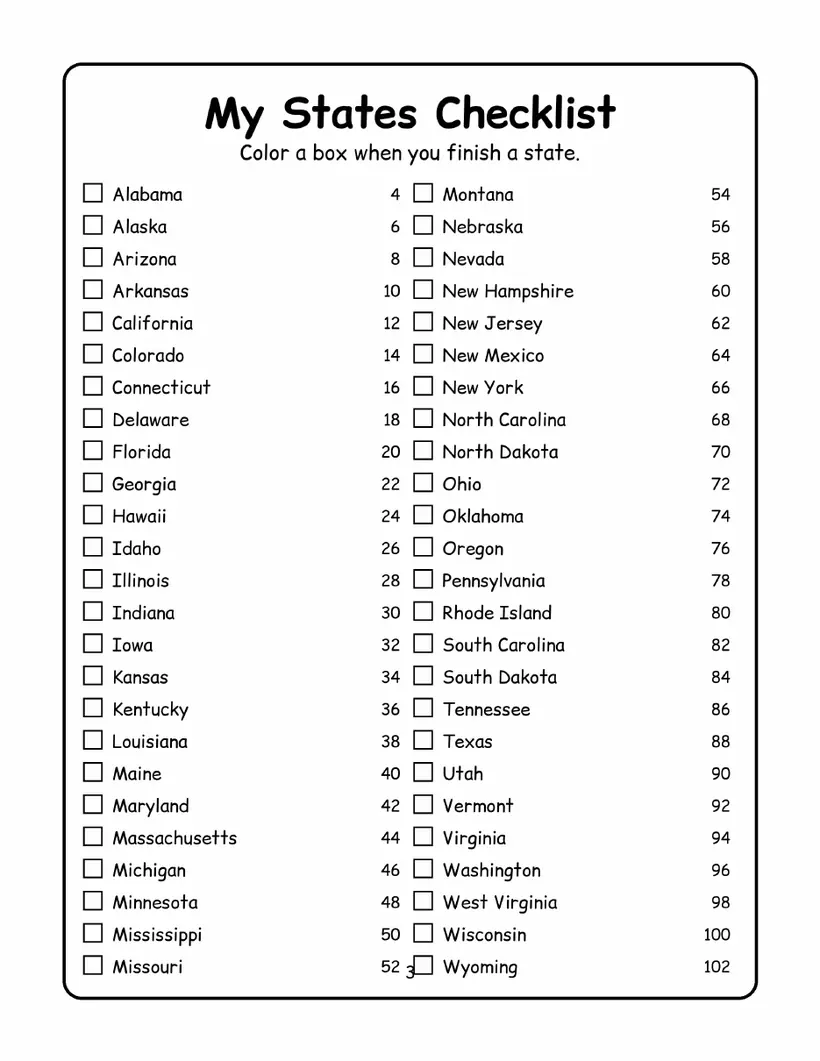 My States Checklist
Color a box when you finish a state.
Alabama 4
Alaska 6
Arizona 8
Arkansas 10
California 12
Colorado 14
Connecticut 16
Delaware 18
Florida 20
Georgia 22
Hawaii 24
Idaho 26
Illinois 28
Indiana 30
Iowa 32
Kansas 34
Kentucky 36
Louisiana 38
Maine 40
Maryland 42
Massachusetts 44
Michigan 46
Minnesota 48
Mississippi 50
Missouri 52
Montana 54
Nebraska 56
Nevada 58
New Hampshire 60
New Jersey 62
New Mexico 64
New York 66
North Carolina 68
North Dakota 70
Ohio 72
Oklahoma 74
Oregon 76
Pennsylvania 78
Rhode Island 80
South Carolina 82
South Dakota 84
Tennessee 86
Texas 88
Utah 90
Vermont 92
Virginia 94
Washington 96
West Virginia 98
Wisconsin 100
Wyoming 102
3